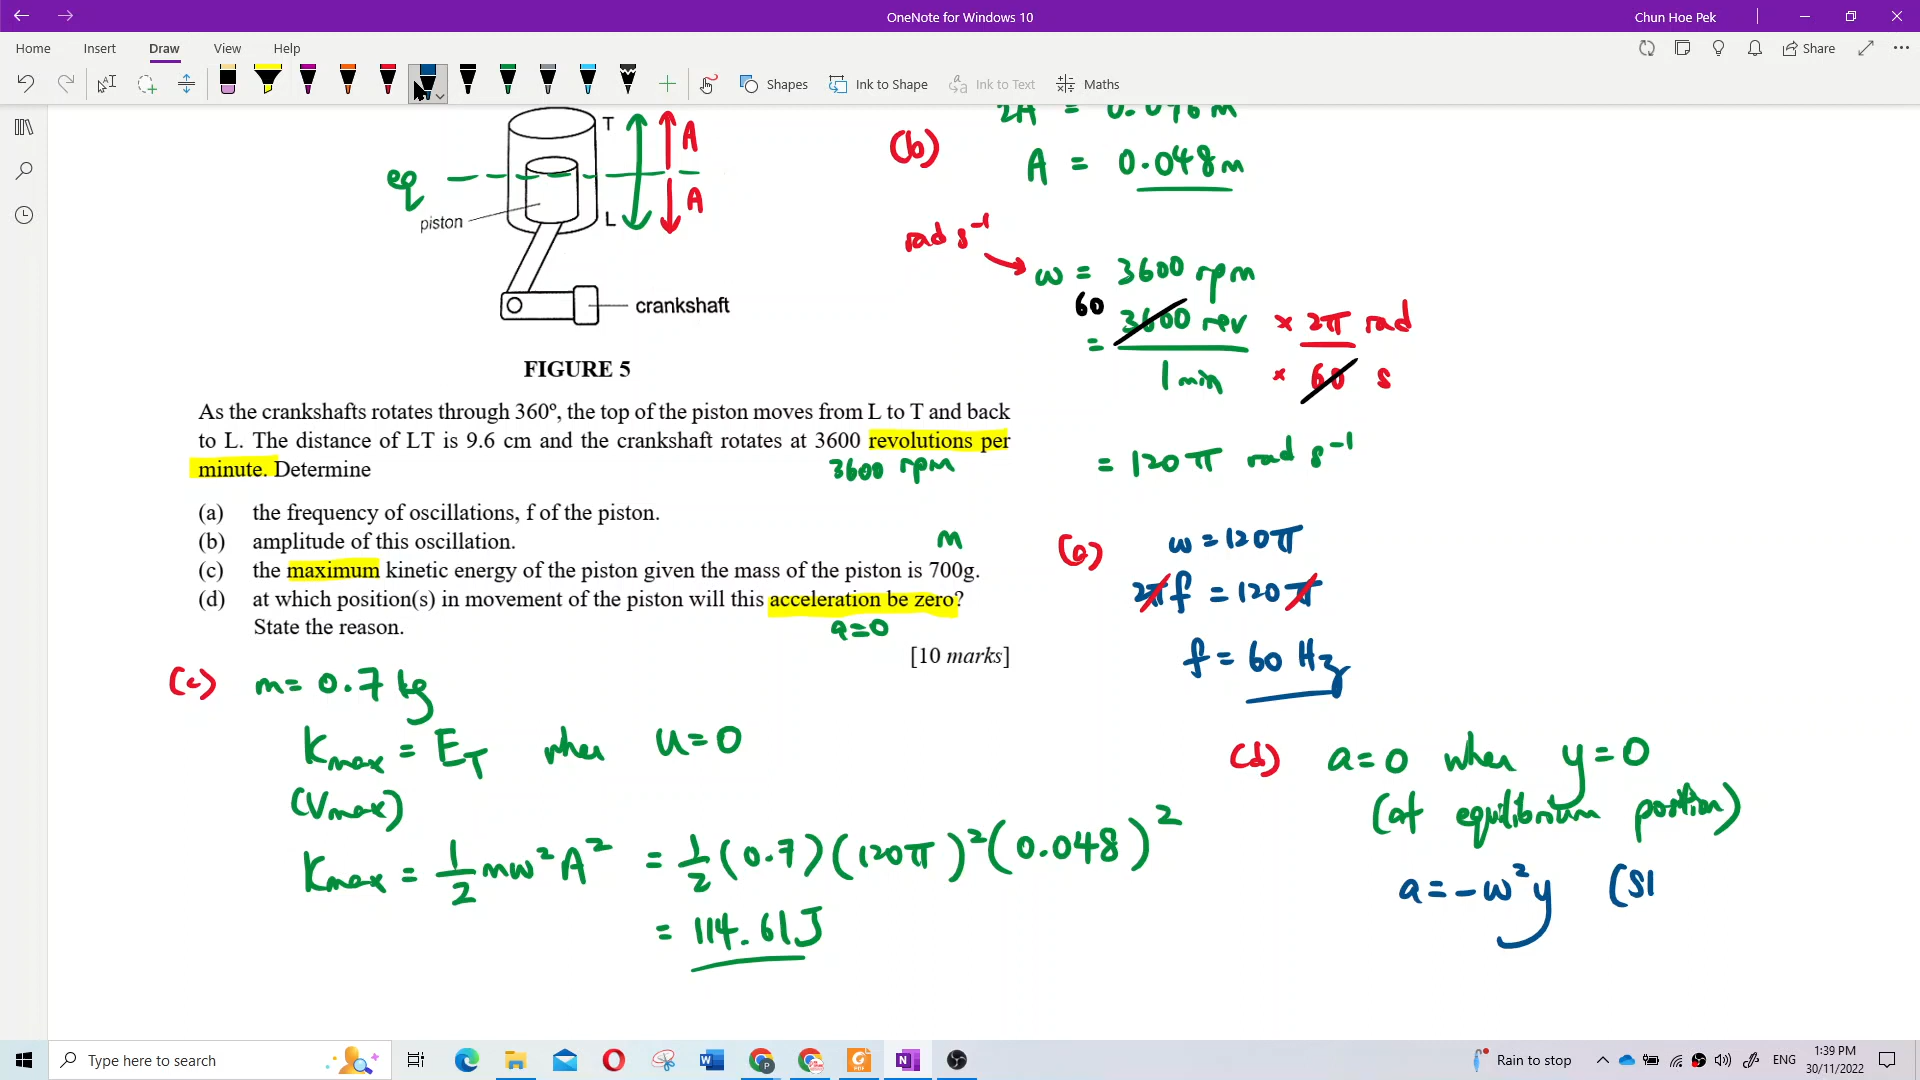 OneNote for Windows 10
Chun Hoe Pek
Home Insert Draw View Help
Share
Shapes
Ink to Shape
Ink to Text
Maths
T
A
eq
A
piston
L
crankshaft
FIGURE 5
As the crankshafts rotates through 360º, the top of the piston moves from L to T and back
to L. The distance of LT is 9.6 cm and the crankshaft rotates at 3600 revolutions per
minute. Determine
3600 rpm
(a) the frequency of oscillations, f of the piston.
(b) amplitude of this oscillation.
m
(c) the maximum kinetic energy of the piston given the mass of the piston is 700g.
(d) at which position(s) in movement of the piston will this acceleration be zero?
State the reason.
a=0
[10 marks]
(c) m= 0.7 kg
Kmax = ET when U=0
(Vmax)
Kmax = 1/2 mω²A² = 1/2 (0.7)(120π)²(0.048)²
= 114.61J
2A = 0.096m
(b)
A = 0.048m
rad s⁻¹
ω = 3600 rpm
60
= 3600 rev / 1 min × 2π rad / × 60 s
= 120π rad s⁻¹
(a) ω = 120π
2πf = 120π
f = 60 Hz
(d) a=0 when y=0
(at equilibrium position)
a = -ω²y (SH
Type here to search
Rain to stop
ENG
1:39 PM
30/11/2022